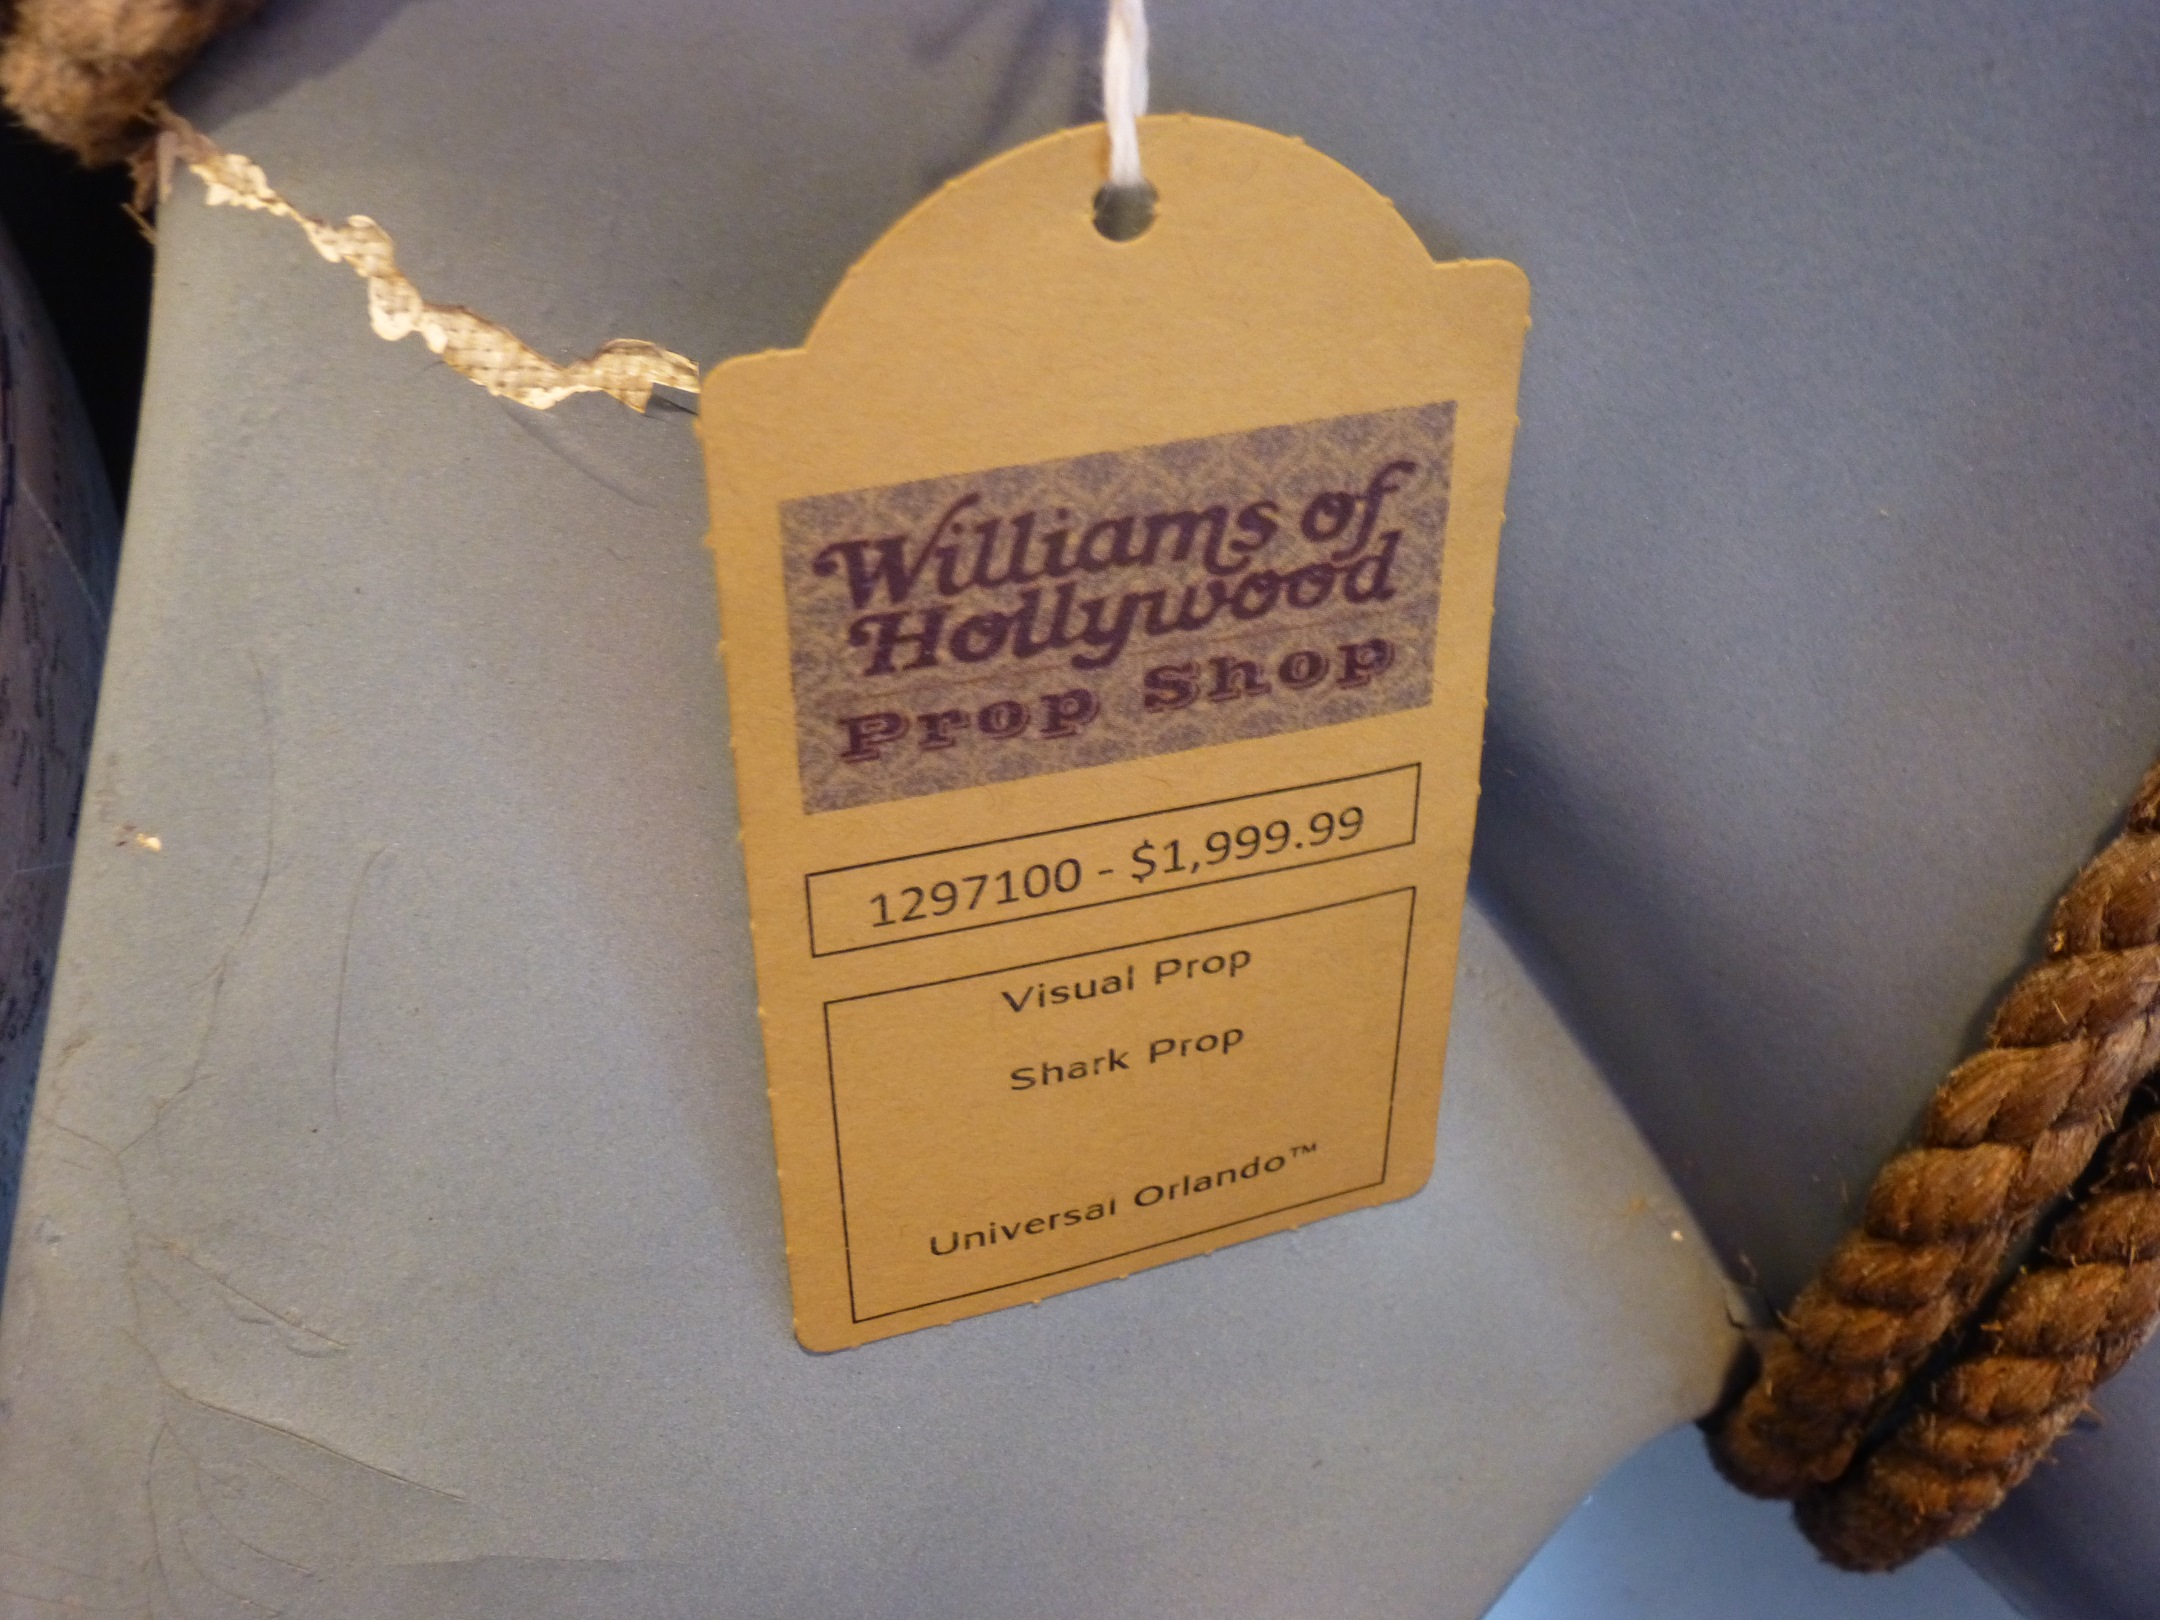 Williams of
Hollywood
Prop Shop
1297100 - $1,999.99
Visual Prop
Shark Prop
Universal Orlando™